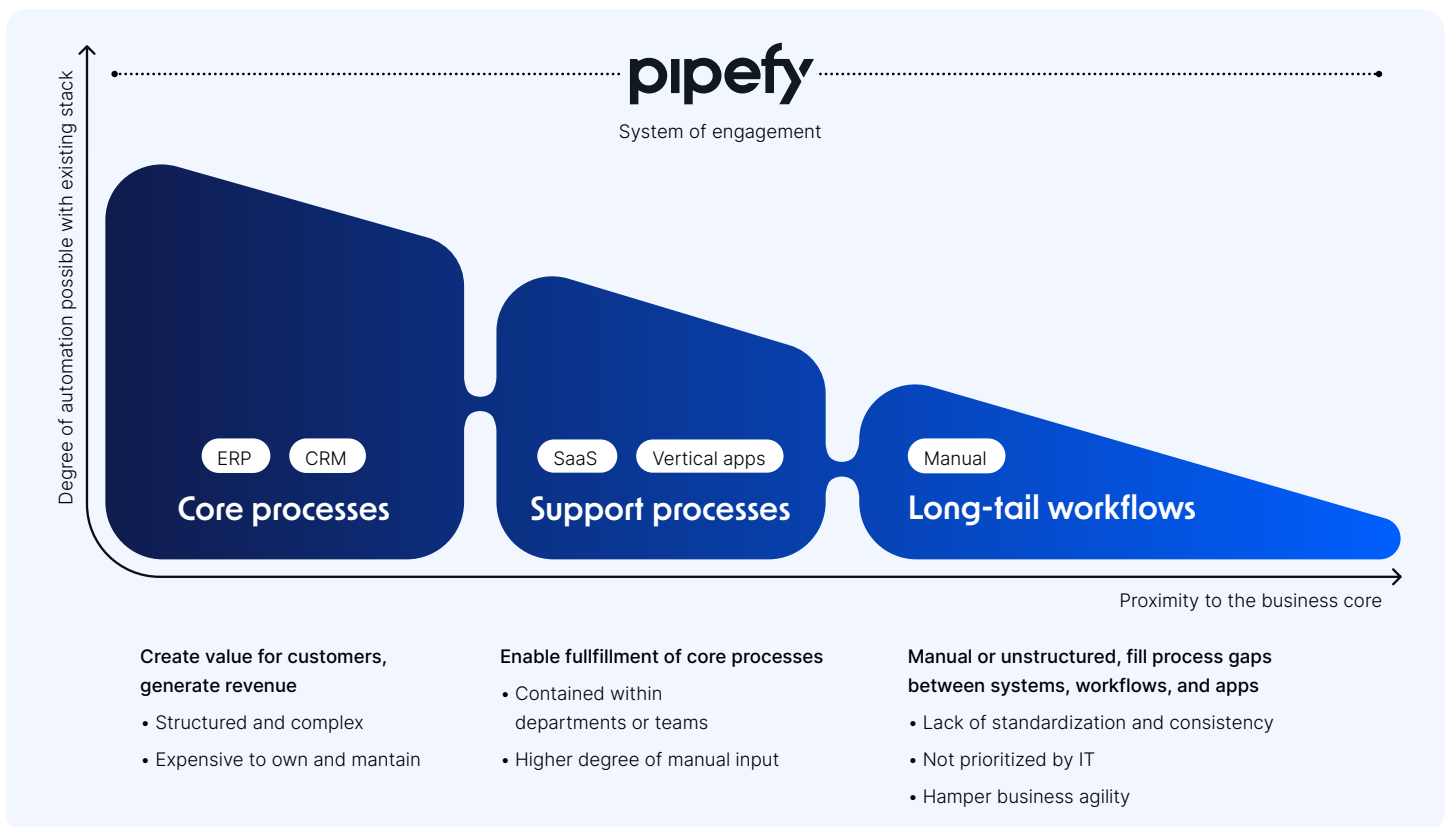 pipefy
System of engagement
Degree of automation possible with existing stack
ERP
CRM
Core processes
SaaS
Vertical apps
Support processes
Manual
Long-tail workflows
Proximity to the business core
Create value for customers,
generate revenue
• Structured and complex
• Expensive to own and mantain
Enable fullfillment of core processes
• Contained within
departments or teams
• Higher degree of manual input
Manual or unstructured, fill process gaps
between systems, workflows, and apps
• Lack of standardization and consistency
• Not prioritized by IT
• Hamper business agility